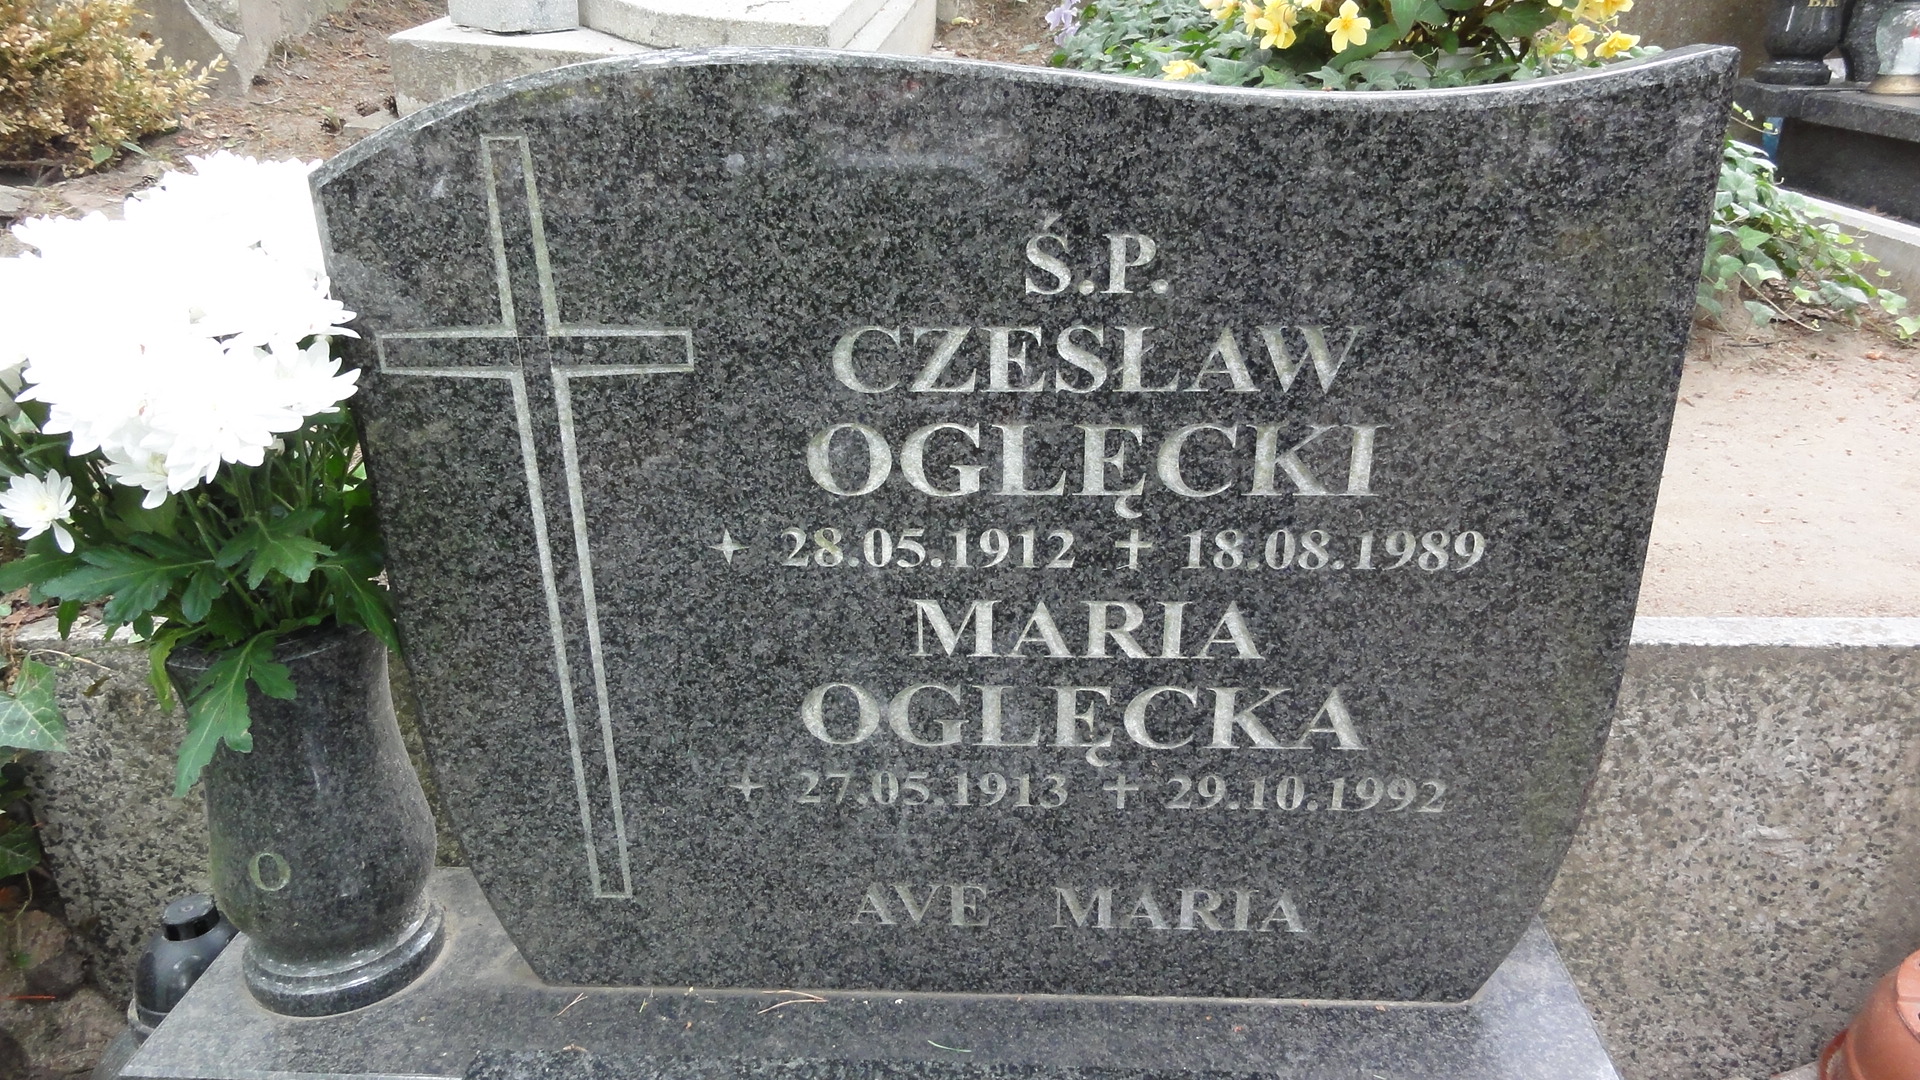 Ś.P.
CZESŁAW
OGLĘCKI
28.05.1912 † 18.08.1989
MARIA
OGLĘCKA
27.05.1913 † 29.10.1992
AVE MARIA
O
B.K.